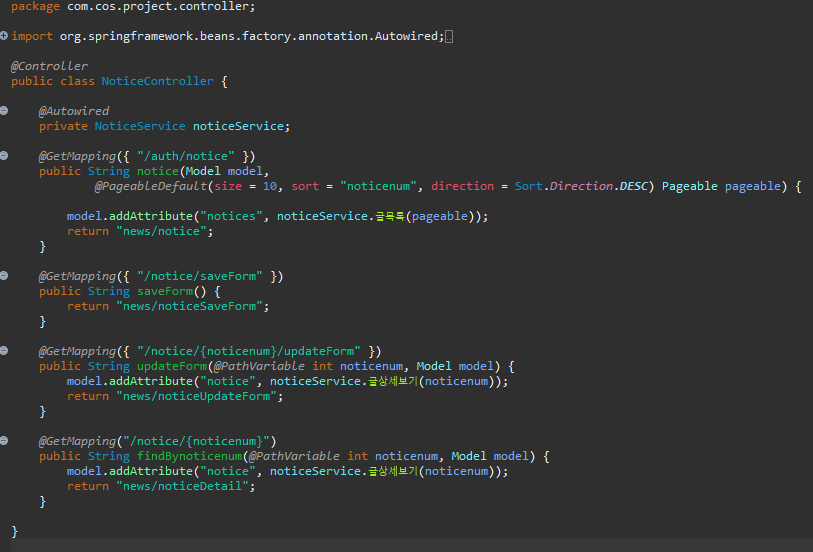 package com.cos.project.controller;
import org.springframework.beans.factory.annotation.Autowired;
@Controller
public class NoticeController {
@Autowired
private NoticeService noticeService;
@GetMapping({ "/auth/notice" })
public String notice(Model model,
@PageableDefault(size = 10, sort = "noticenum", direction = Sort.Direction.DESC) Pageable pageable) {
model.addAttribute("notices", noticeService.글목록(pageable));
return "news/notice";
}
@GetMapping({ "/notice/saveForm" })
public String saveForm() {
return "news/noticeSaveForm";
}
@GetMapping({ "/notice/{noticenum}/updateForm" })
public String updateForm(@PathVariable int noticenum, Model model) {
model.addAttribute("notice", noticeService.글상세보기(noticenum));
return "news/noticeUpdateForm";
}
@GetMapping("/notice/{noticenum}")
public String findBynoticenum(@PathVariable int noticenum, Model model) {
model.addAttribute("notice", noticeService.글상세보기(noticenum));
return "news/noticeDetail";
}
}